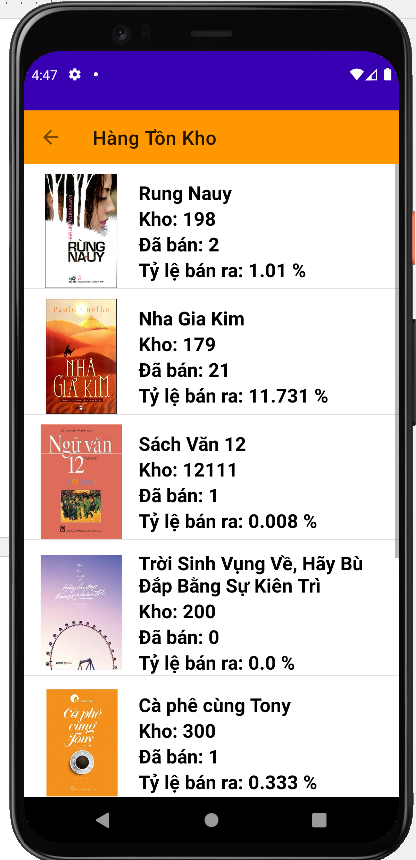 4:47
Hàng Tồn Kho
RỪNG
NA-UY
Rung Nauy
Kho: 198
Đã bán: 2
Tỷ lệ bán ra: 1.01 %
Paulo Coelho
NHÀ
GIẢ KIM
Nha Gia Kim
Kho: 179
Đã bán: 21
Tỷ lệ bán ra: 11.731 %
Ngữ văn
12
Sách Văn 12
Kho: 12111
Đã bán: 1
Tỷ lệ bán ra: 0.008 %
Trời Sinh Vụng Về, Hãy Bù
Đắp Bằng Sự Kiên Trì
Kho: 200
Đã bán: 0
Tỷ lệ bán ra: 0.0 %
Cà phê
cùng
Tony
Cà phê cùng Tony
Kho: 300
Đã bán: 1
Tỷ lệ bán ra: 0.333 %